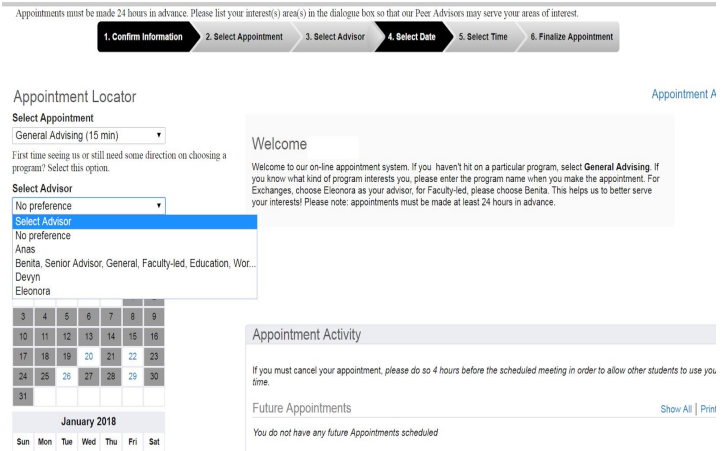 Appointments must be made 24 hours in advance. Please list your interest(s) area(s) in the dialogue box so that our Peer Advisors may serve your areas of interest.
1. Confirm Information
2. Select Appointment
3. Select Advisor
4. Select Date
5. Select Time
6. Finalize Appointment
Appointment Locator
Appointment A
Select Appointment
General Advising (15 min)
First time seeing us or still need some direction on choosing a
program? Select this option.
Select Advisor
No preference
Select Advisor
No preference
Anas
Benita, Senior Advisor, General, Faculty-led, Education, Wor...
Devyn
Eleonora
3 4 5 6 7 8 9
10 11 12 13 14 15 16
17 18 19 20 21 22 23
24 25 26 27 28 29 30
31
January 2018
Sun Mon Tue Wed Thu Fri Sat
Welcome
Welcome to our on-line appointment system. If you haven't hit on a particular program, select General Advising. If
you know what kind of program interests you, please enter the program name when you make the appointment. For
Exchanges, choose Eleonora as your advisor, for Faculty-led, please choose Benita. This helps us to better serve
your interests! Please note: appointments must be made at least 24 hours in advance.
Appointment Activity
If you must cancel your appointment, please do so 4 hours before the scheduled meeting in order to allow other students to use you
time.
Future Appointments
Show All | Print
You do not have any future Appointments scheduled